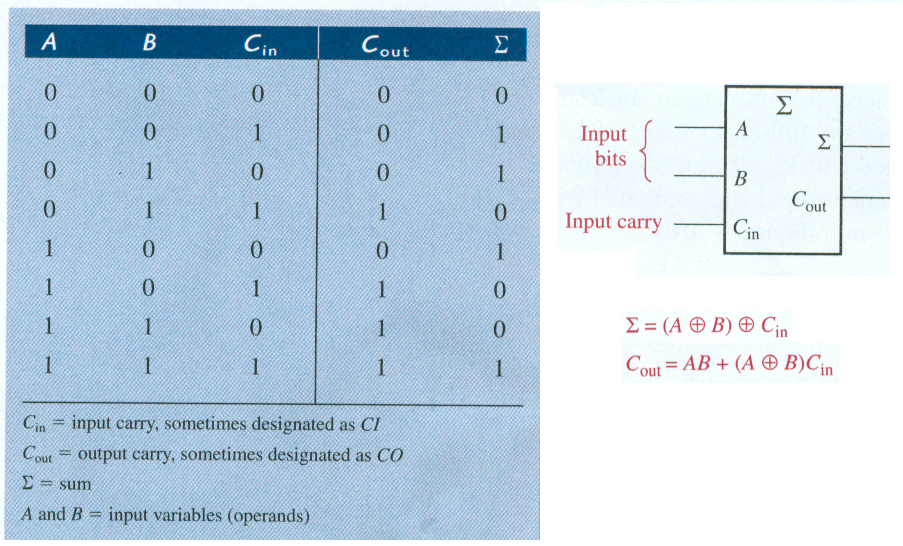 A B Cin Cout Σ
0 0 0 0 0
0 0 1 0 1
0 1 0 0 1
0 1 1 1 0
1 0 0 0 1
1 0 1 1 0
1 1 0 1 0
1 1 1 1 1
Cin = input carry, sometimes designated as CI
Cout = output carry, sometimes designated as CO
Σ = sum
A and B = input variables (operands)
Σ
Input
bits
A
Σ
B
Cout
Input carry
Cin
Σ = (A ⊕ B) ⊕ Cin
Cout = AB + (A ⊕ B)Cin